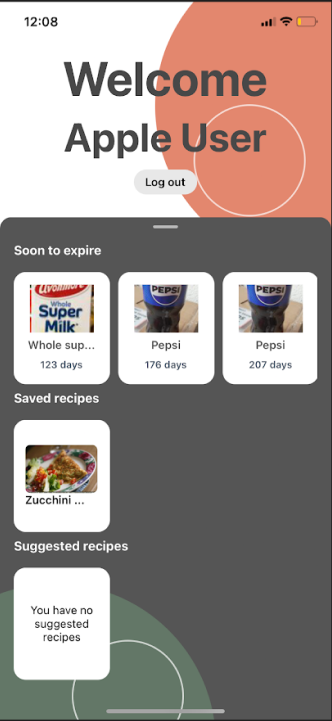 12:08
Welcome
Apple User
Log out
Soon to expire
Avonmore
Whole
Super
Milk
PEPSI
PEPSI
Whole sup...
Pepsi
Pepsi
123 days
176 days
207 days
Saved recipes
Zucchini ...
Suggested recipes
You have no
suggested
recipes